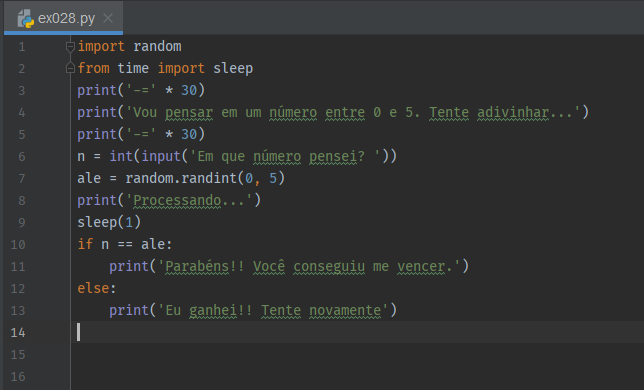 ex028.py
1 import random
2 from time import sleep
3 print('-=' * 30)
4 print('Vou pensar em um número entre 0 e 5. Tente adivinhar...')
5 print('-=' * 30)
6 n = int(input('Em que número pensei? '))
7 ale = random.randint(0, 5)
8 print('Processando...')
9 sleep(1)
10 if n == ale:
11     print('Parabéns!! Você conseguiu me vencer.')
12 else:
13     print('Eu ganhei!! Tente novamente')
14
15
16